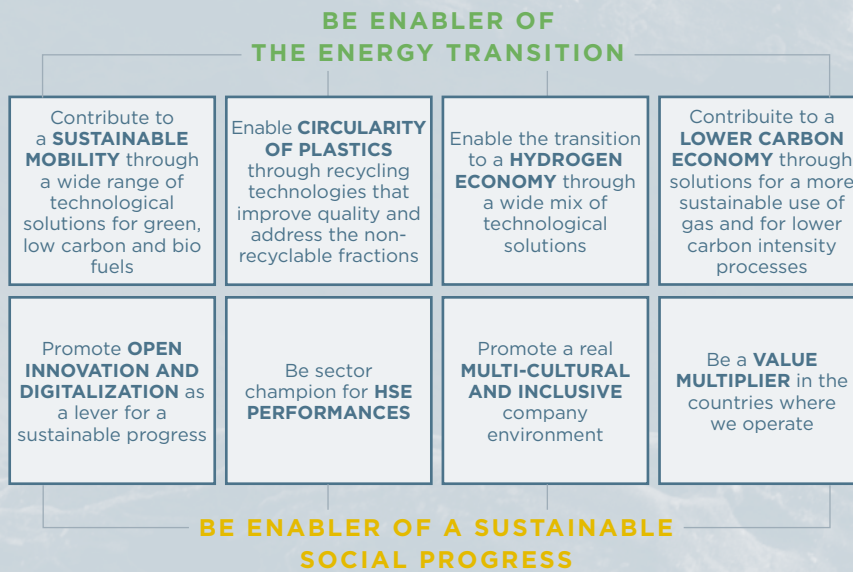 BE ENABLER OF
THE ENERGY TRANSITION
Contribute to
a SUSTAINABLE
MOBILITY through
a wide range of
technological
solutions for green,
low carbon and bio
fuels
Enable CIRCULARITY
OF PLASTICS
through recycling
technologies that
improve quality and
address the non-
recyclable fractions
Enable the transition
to a HYDROGEN
ECONOMY through
a wide mix of
technological
solutions
Contribuite to a
LOWER CARBON
ECONOMY through
solutions for a more
sustainable use of
gas and for lower
carbon intensity
processes
Promote OPEN
INNOVATION AND
DIGITALIZATION as
a lever for a
sustainable progress
Be sector
champion for HSE
PERFORMANCES
Promote a real
MULTI-CULTURAL
AND INCLUSIVE
company
environment
Be a VALUE
MULTIPLIER in the
countries where
we operate
BE ENABLER OF A SUSTAINABLE
SOCIAL PROGRESS